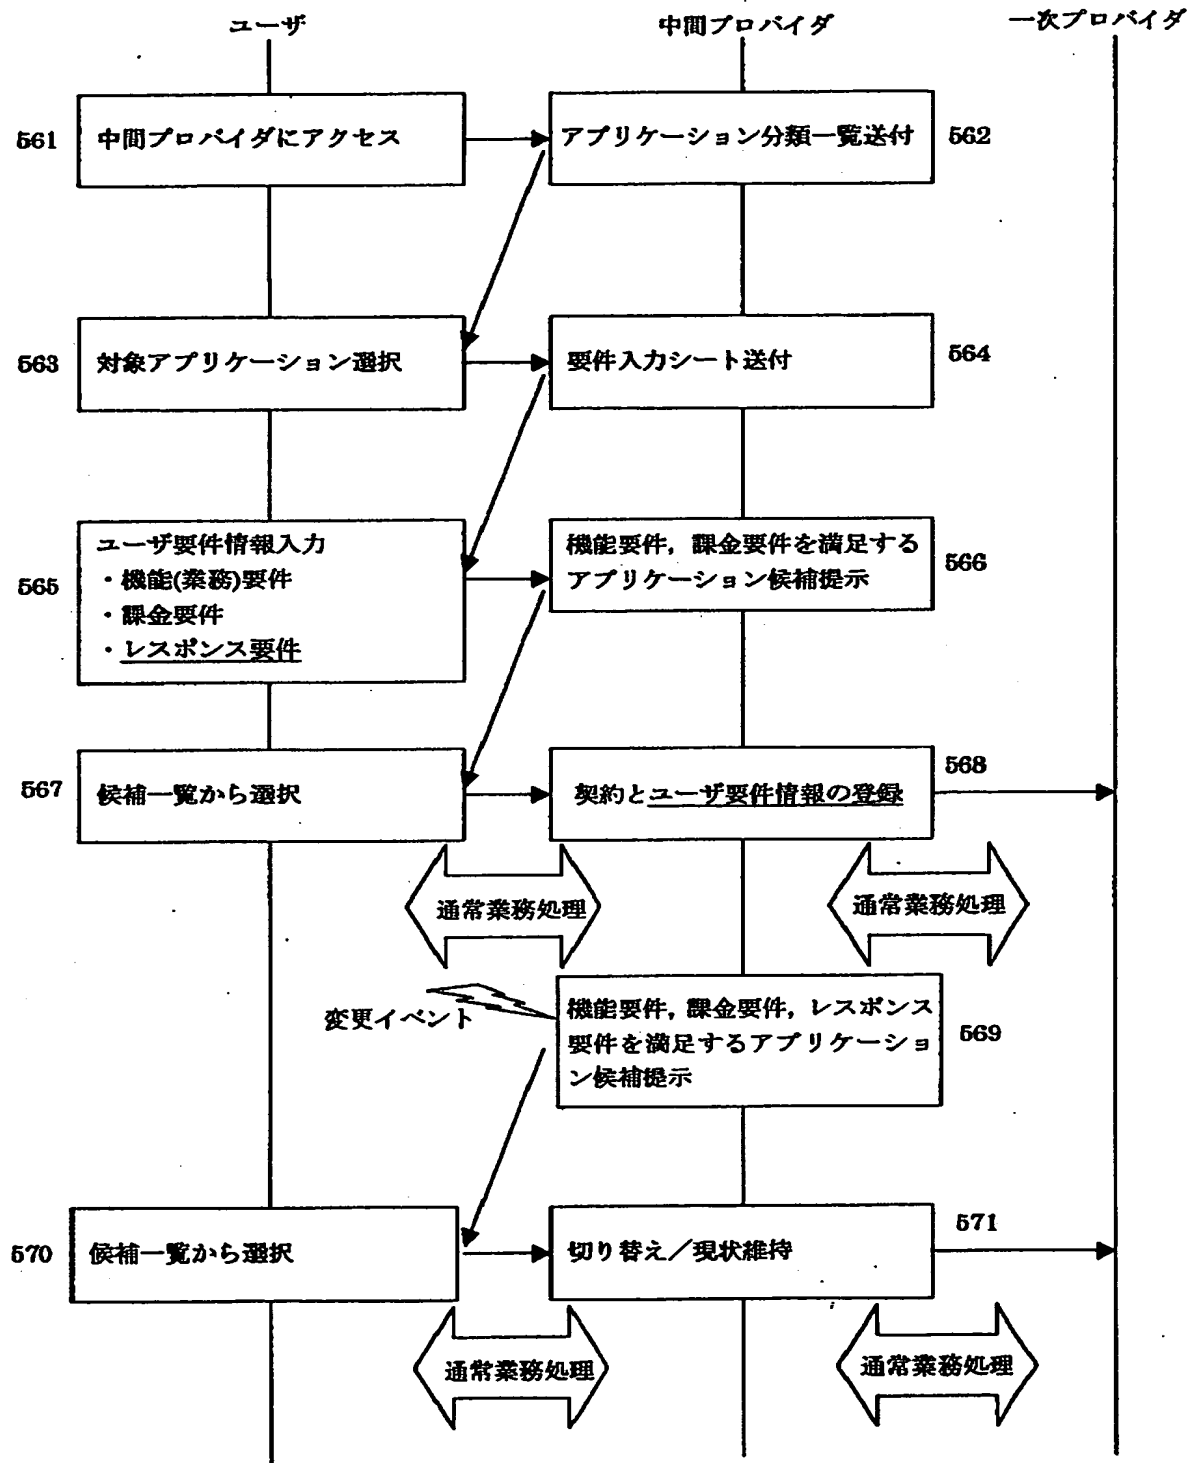 ユーザ
中間プロバイダ
一次プロバイダ
561
中間プロバイダにアクセス
アプリケーション分類一覧送付
562
563
対象アプリケーション選択
要件入力シート送付
564
565
ユーザ要件情報入力
・機能(業務)要件
・課金要件
・レスポンス要件
機能要件，課金要件を満足する
アプリケーション候補提示
566
567
候補一覧から選択
契約とユーザ要件情報の登録
568
通常業務処理
通常業務処理
変更イベント
機能要件，課金要件，レスポンス
要件を満足するアプリケーショ
ン候補提示
569
570
候補一覧から選択
切り替え／現状維持
571
通常業務処理
通常業務処理